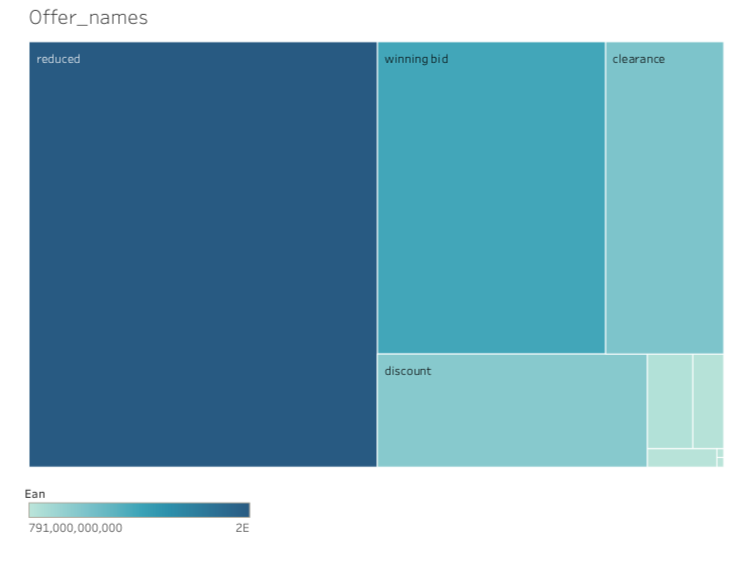 Offer_names
reduced
winning bid
clearance
discount
Ean
791,000,000,000
2E